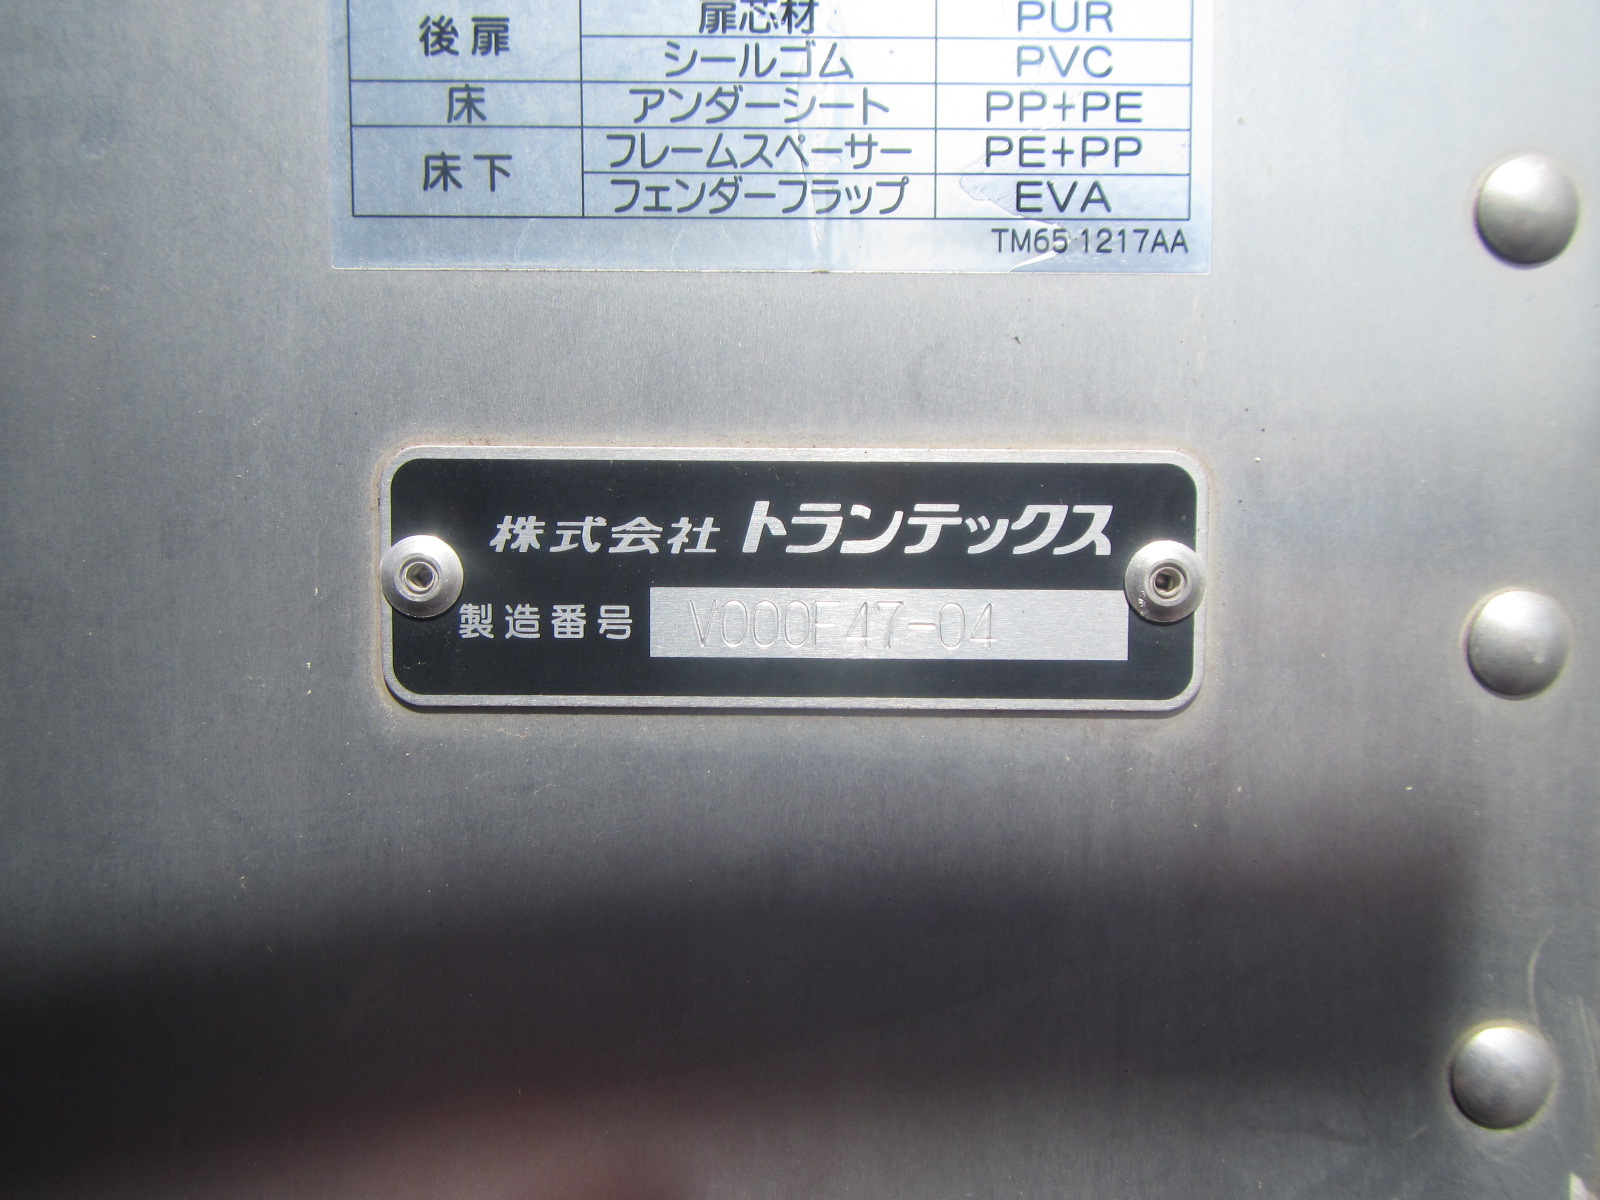 後扉 扉芯材 PUR
シールゴム PVC
床 アンダーシート PP+PE
床下 フレームスペーサー PE+PP
フェンダーフラップ EVA
TM65-1217AA
株式会社 トランテックス
製造番号 V000F47-04